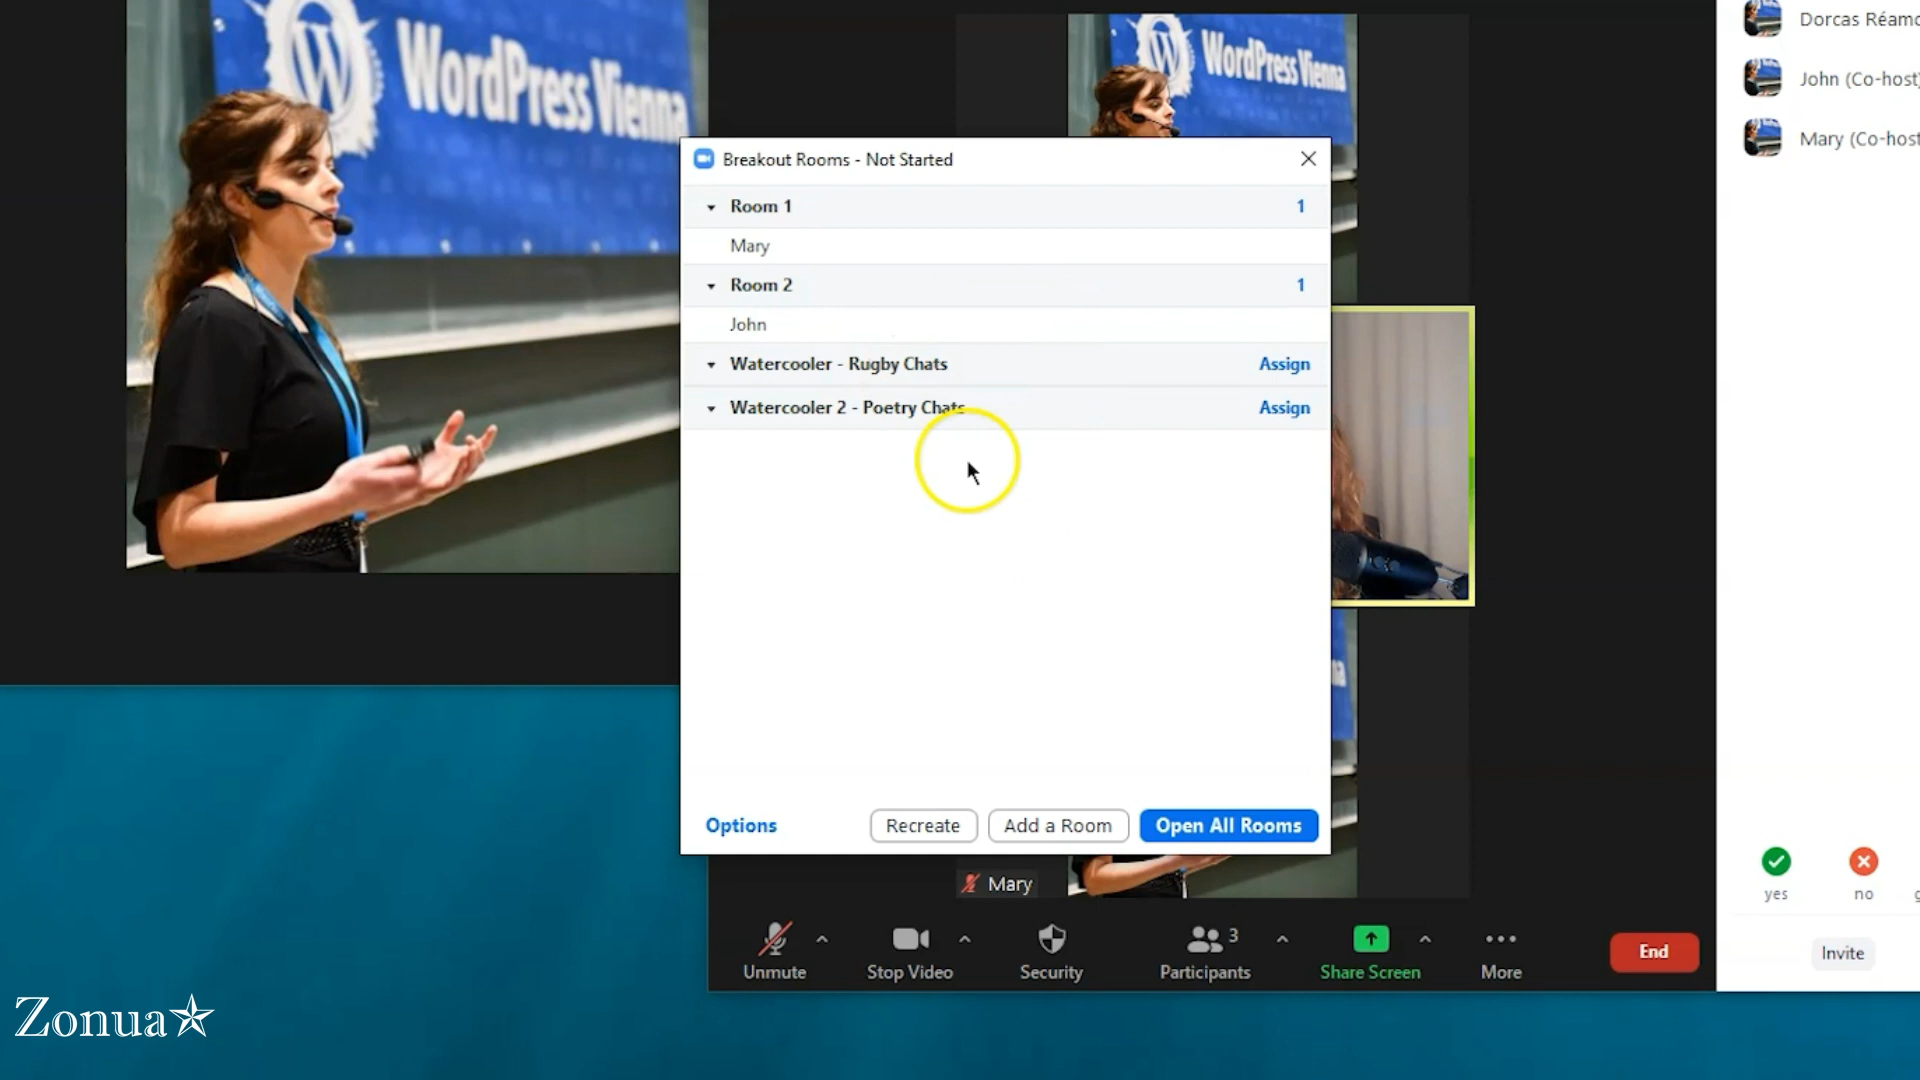 WordPress Vienna
WordPress Vienna
Dorcas Réamo
John (Co-host)
Mary (Co-host
Breakout Rooms - Not Started
Room 1
1
Mary
Room 2
1
John
Watercooler - Rugby Chats
Assign
Watercooler 2 - Poetry Chats
Assign
Options
Recreate
Add a Room
Open All Rooms
Mary
yes
no
Unmute
Stop Video
Security
3
Participants
Share Screen
More
End
Invite
Zonua